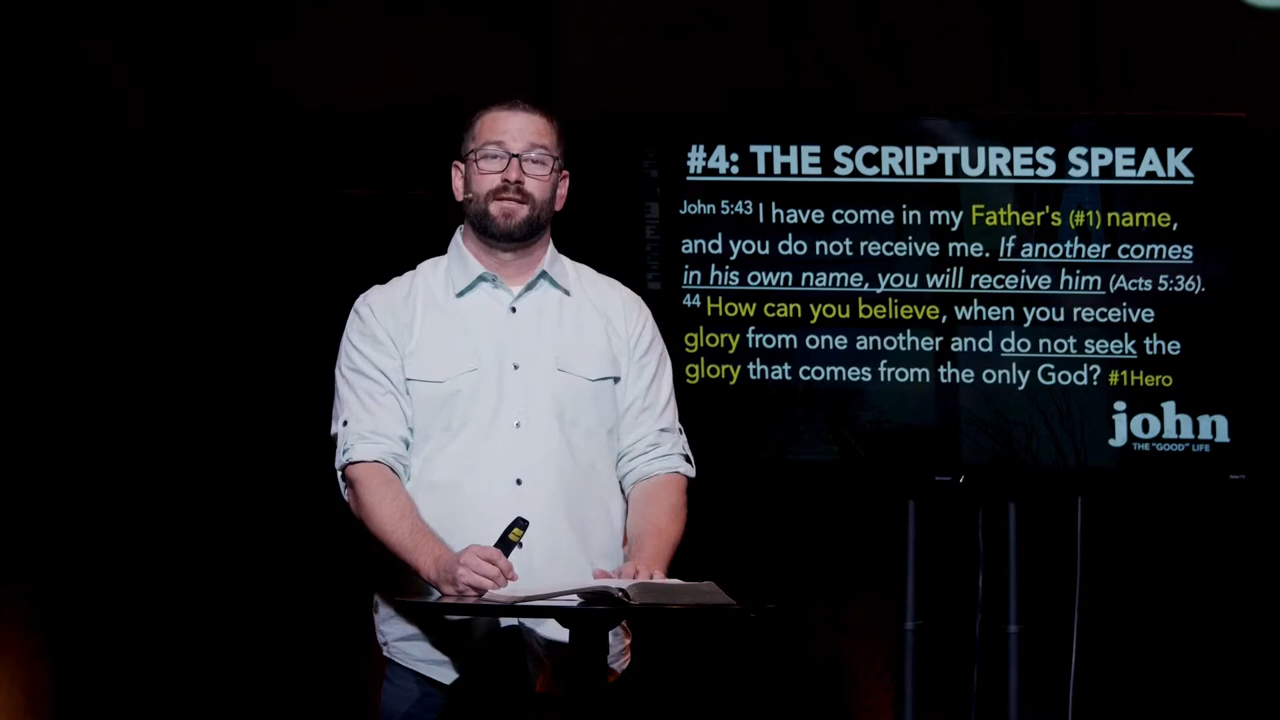 #4: THE SCRIPTURES SPEAK
John 5:43 I have come in my Father's (#1) name,
and you do not receive me. If another comes
in his own name, you will receive him (Acts 5:36).
44 How can you believe, when you receive
glory from one another and do not seek the
glory that comes from the only God? #1Hero
john
THE "GOOD" LIFE